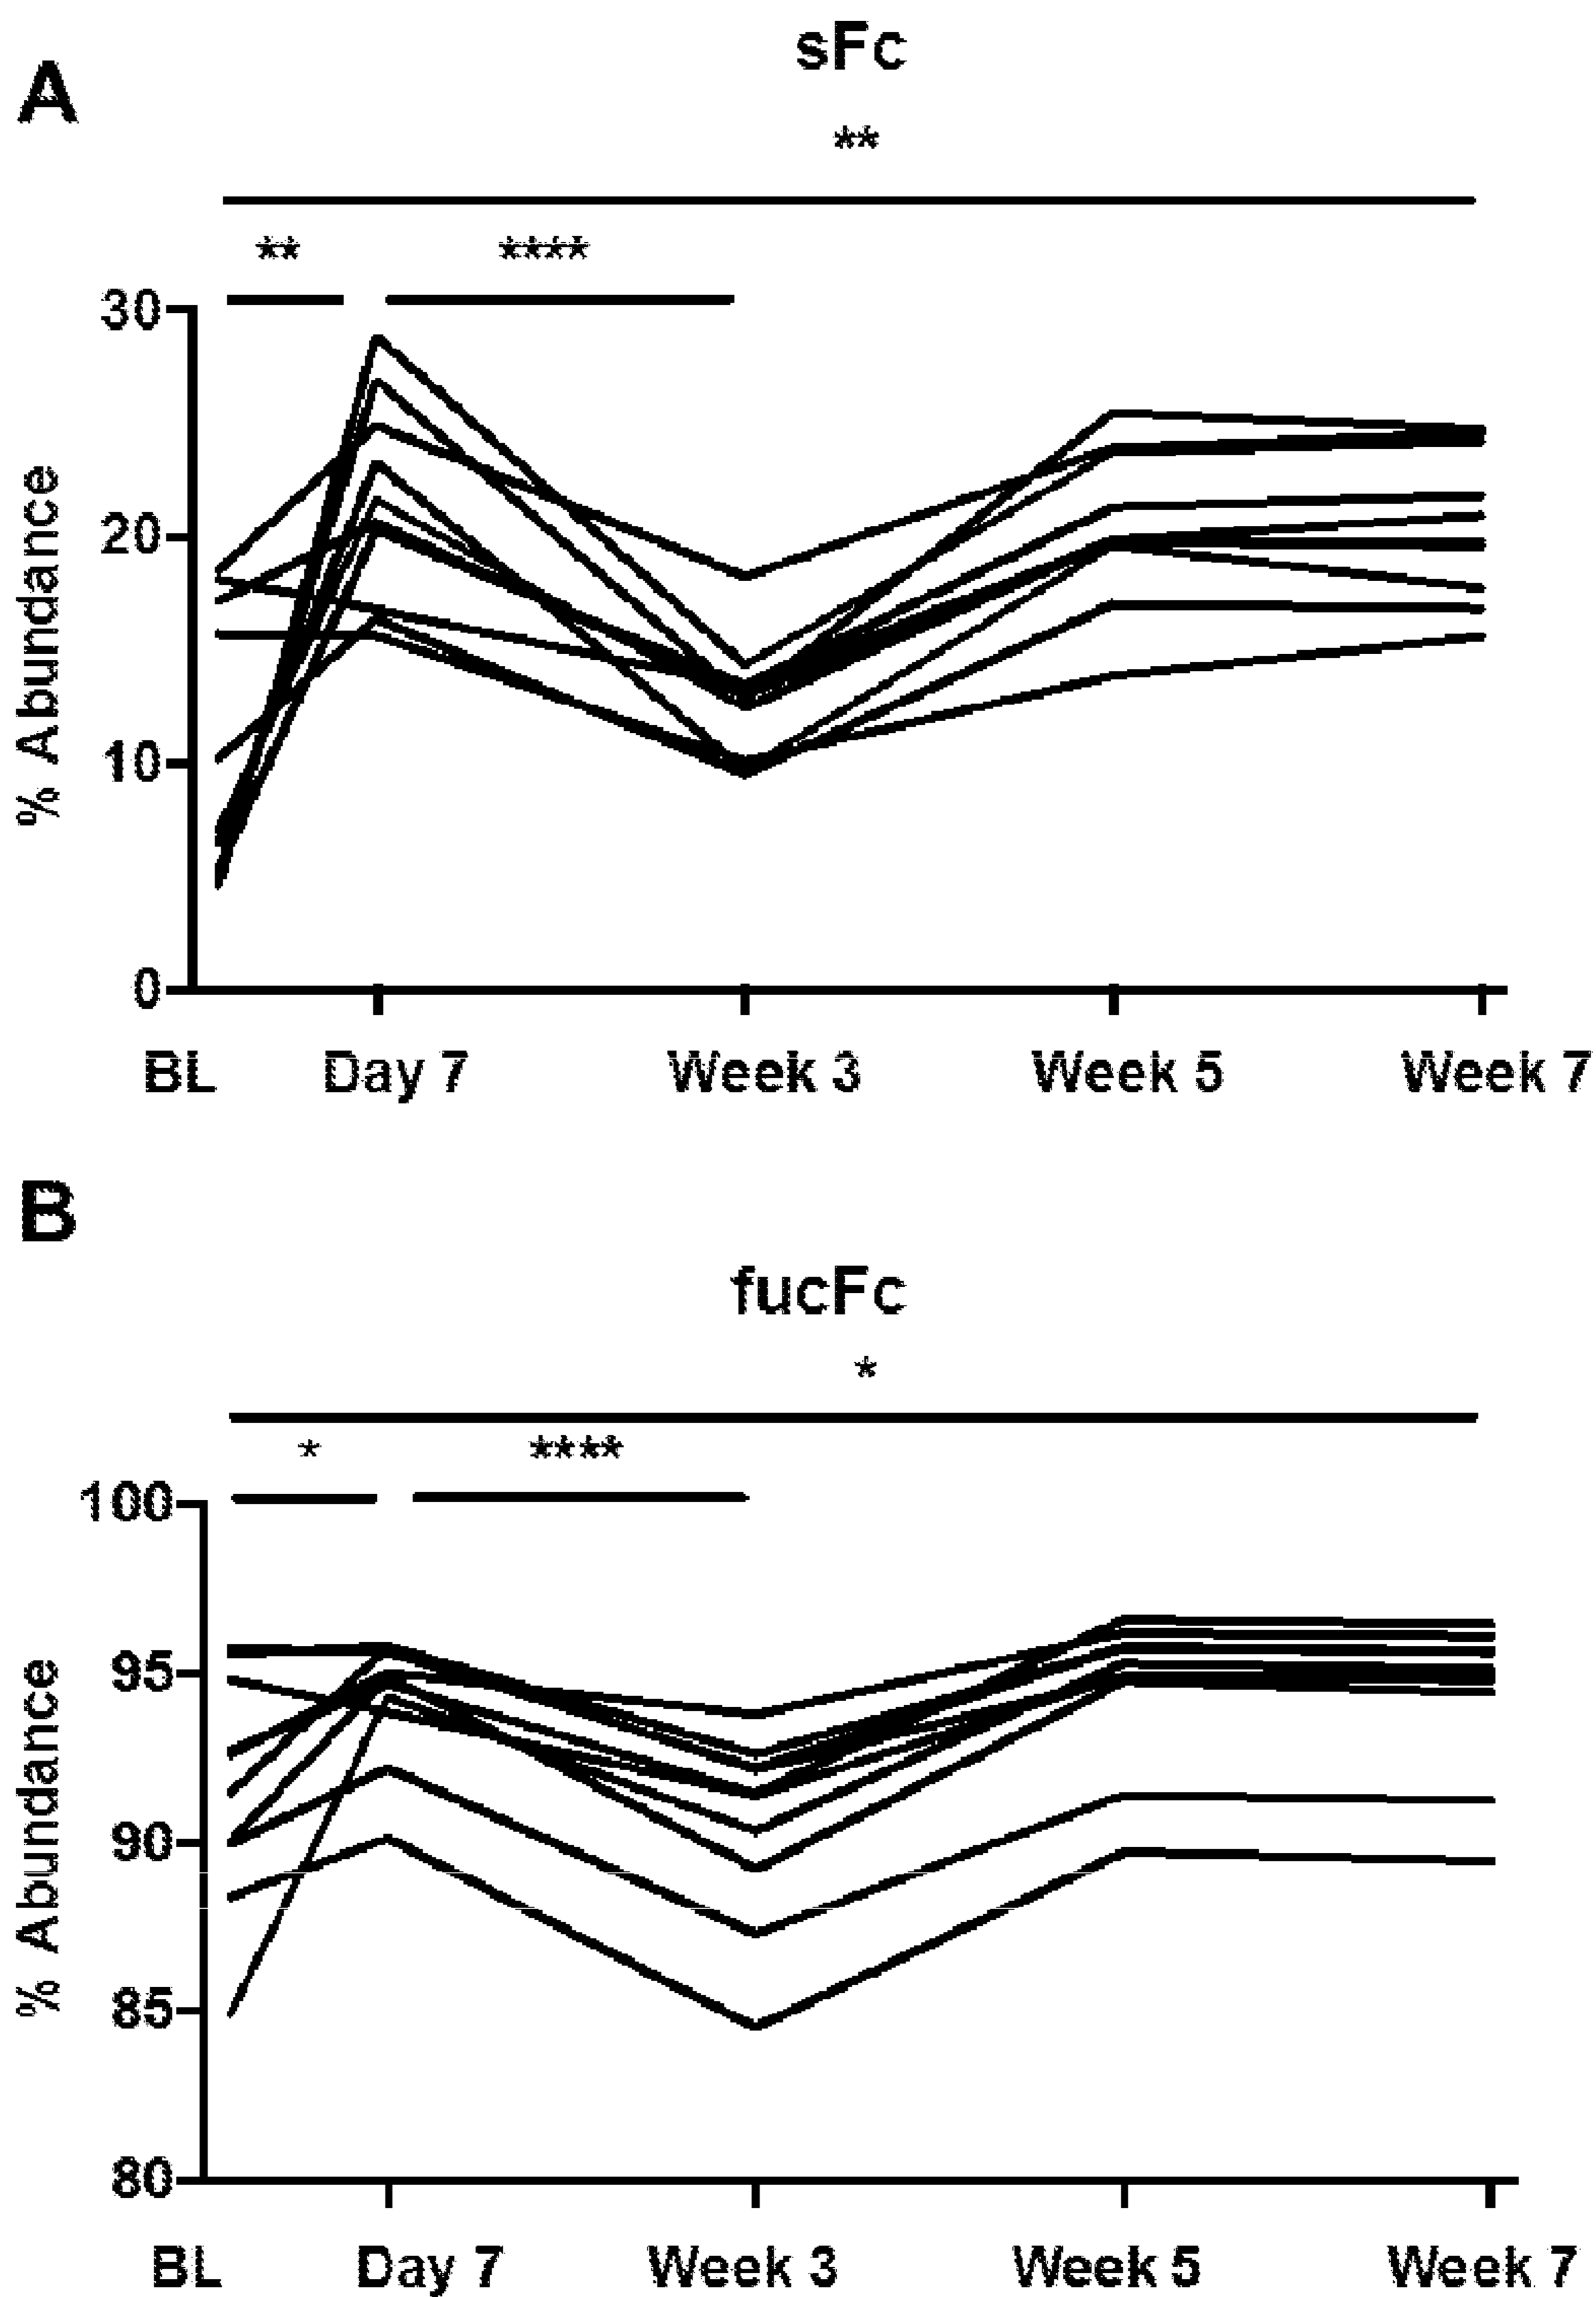 A
sFc
**
** ****
30
20
10
0
% Abundance
BL Day 7 Week 3 Week 5 Week 7
B
fucFc
*
* ****
100
95
90
85
80
% Abundance
BL Day 7 Week 3 Week 5 Week 7